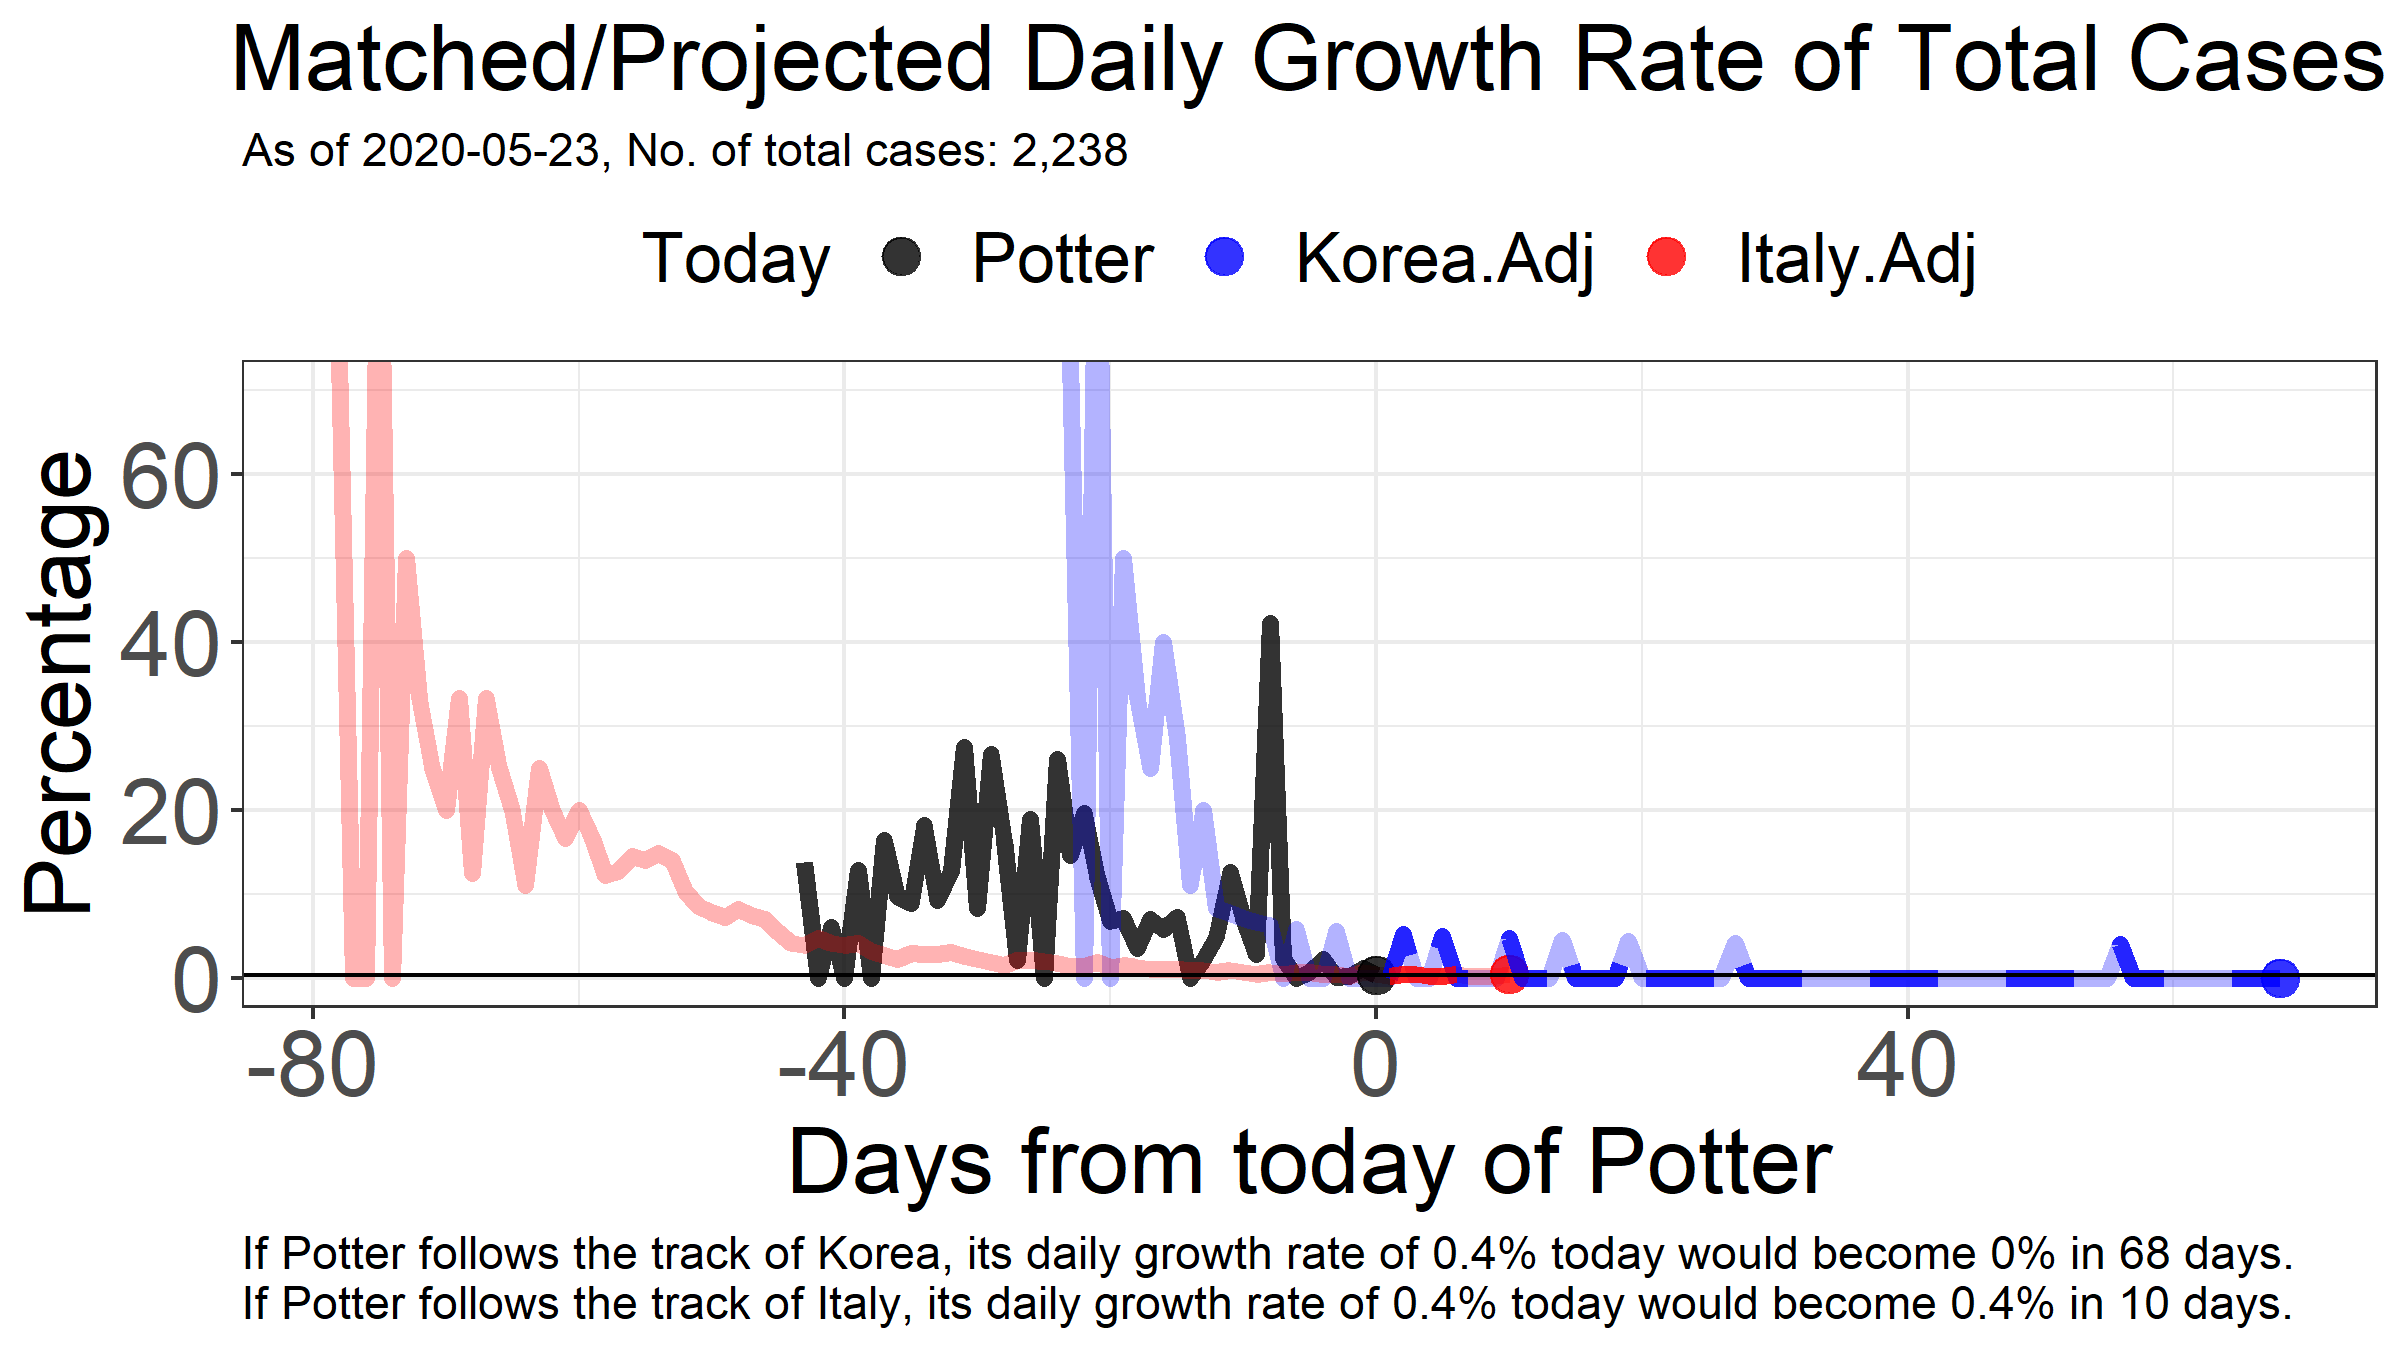 Matched/Projected Daily Growth Rate of Total Cases
As of 2020-05-23, No. of total cases: 2,238
Today Potter Korea.Adj Italy.Adj
Percentage
60
40
20
0
-80 -40 0 40
Days from today of Potter
If Potter follows the track of Korea, its daily growth rate of 0.4% today would become 0% in 68 days.
If Potter follows the track of Italy, its daily growth rate of 0.4% today would become 0.4% in 10 days.